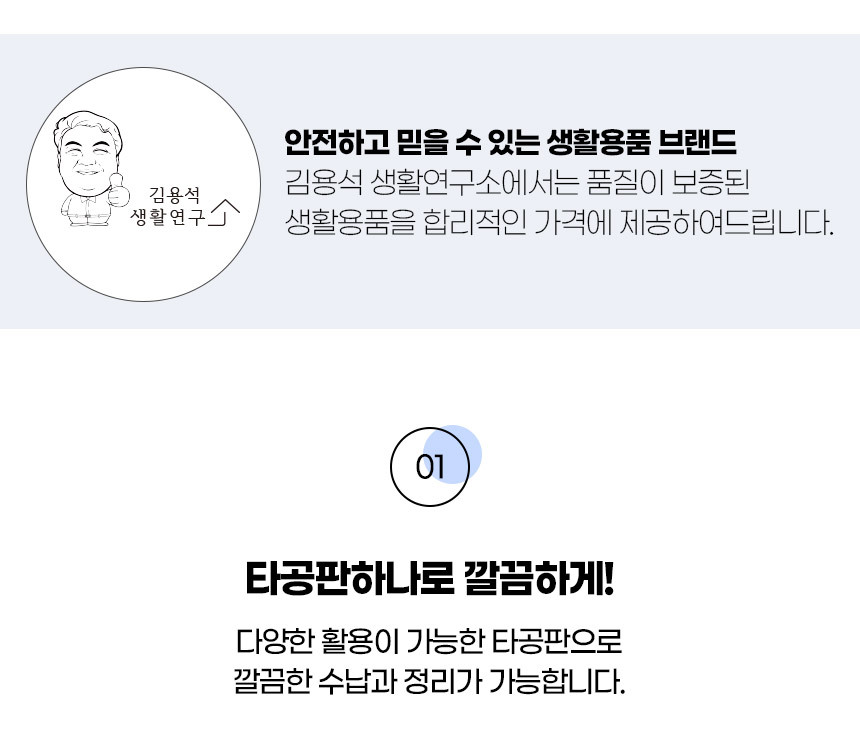 안전하고 믿을 수 있는 생활용품 브랜드
김용석 생활연구소에서는 품질이 보증된
생활용품을 합리적인 가격에 제공하여드립니다.
김용석
생활연구
01
타공판하나로 깔끔하게!
다양한 활용이 가능한 타공판으로
깔끔한 수납과 정리가 가능합니다.